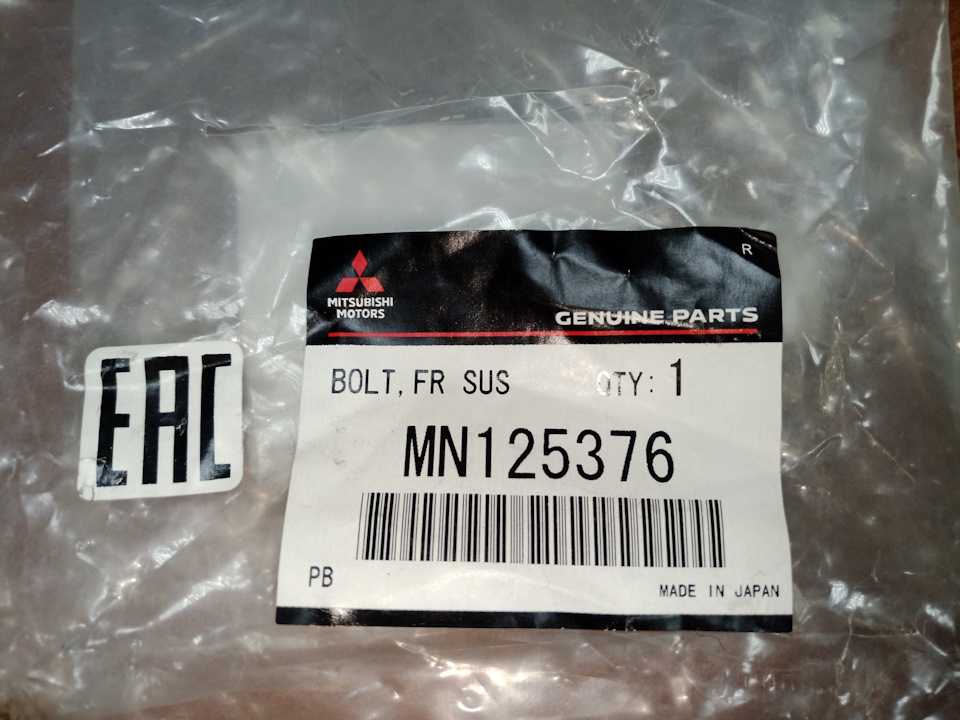 R
MITSUBISHI
MOTORS
GENUINE PARTS
EAC
BOLT, FR SUS QTY: 1
MN125376
PB
MADE IN JAPAN